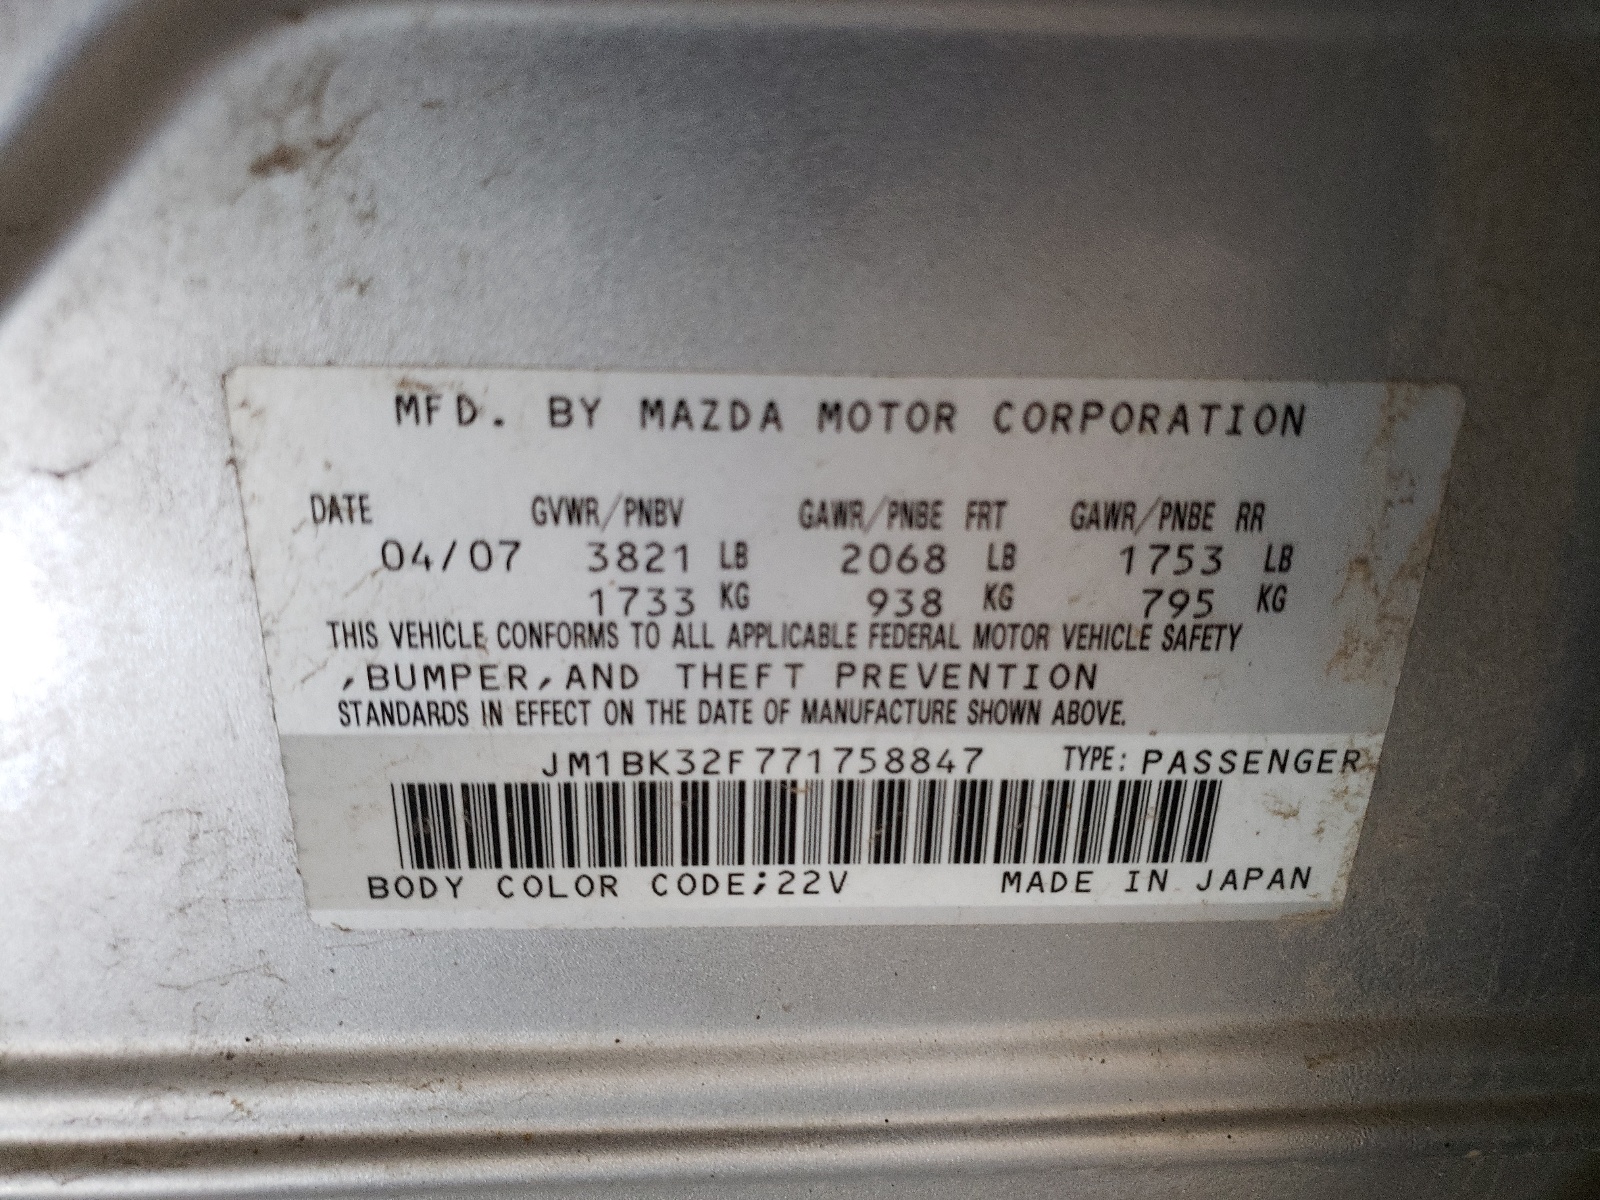 MFD. BY MAZDA MOTOR CORPORATION
DATE GVWR/PNBV GAWR/PNBE FRT GAWR/PNBE RR
04/07 3821 LB 2068 LB 1753 LB
1733 KG 938 KG 795 KG
THIS VEHICLE CONFORMS TO ALL APPLICABLE FEDERAL MOTOR VEHICLE SAFETY
,BUMPER,AND THEFT PREVENTION
STANDARDS IN EFFECT ON THE DATE OF MANUFACTURE SHOWN ABOVE.
JM1BK32F771758847 TYPE: PASSENGER
BODY COLOR CODE;22V MADE IN JAPAN